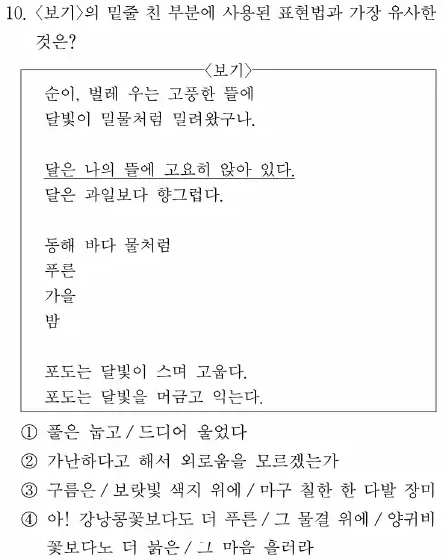 10. 〈보기〉의 밑줄 친 부분에 사용된 표현법과 가장 유사한
것은?
〈보기〉
순이, 벌레 우는 고풍한 뜰에
달빛이 밀물처럼 밀려왔구나.
달은 나의 뜰에 고요히 앉아 있다.
달은 과일보다 향그럽다.
동해 바다 물처럼
푸른
가을
밤
포도는 달빛이 스며 고웁다.
포도는 달빛을 머금고 익는다.
① 풀은 눕고 / 드디어 울었다
② 가난하다고 해서 외로움을 모르겠는가
③ 구름은 / 보랏빛 색지 위에 / 마구 칠한 한 다발 장미
④ 아! 강낭콩꽃보다도 더 푸른 / 그 물결 위에 / 양귀비
꽃보다도 더 붉은 / 그 마음 흘러라